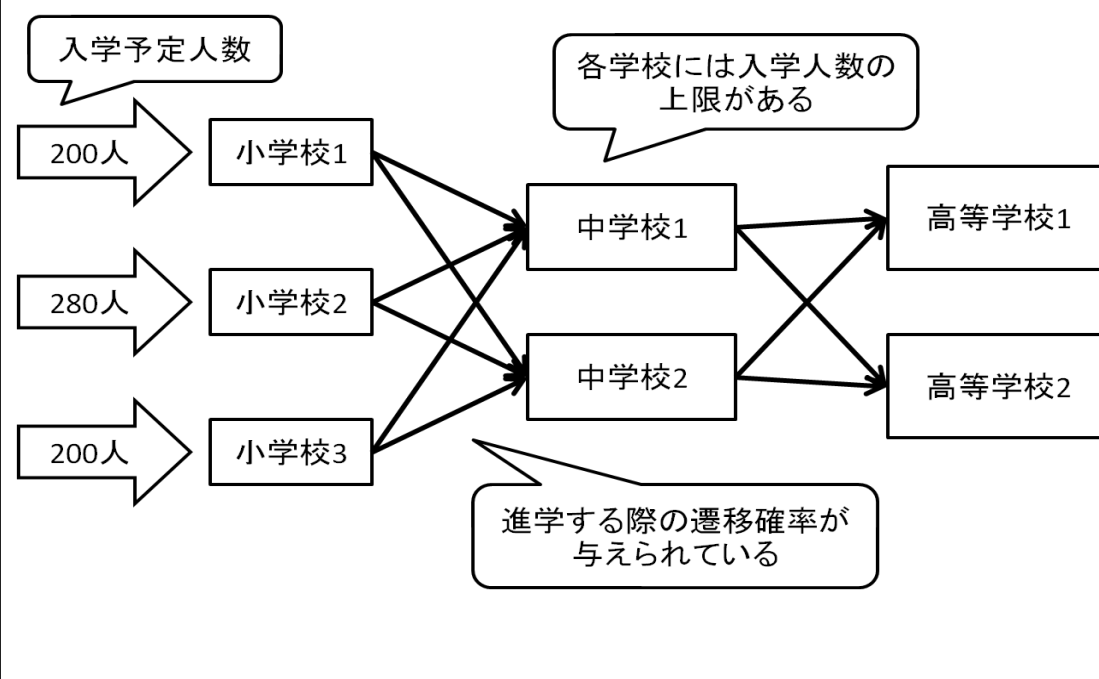 入学予定人数
各学校には入学人数の
上限がある
200人
小学校1
中学校1
高等学校1
280人
小学校2
中学校2
高等学校2
200人
小学校3
進学する際の遷移確率が
与えられている